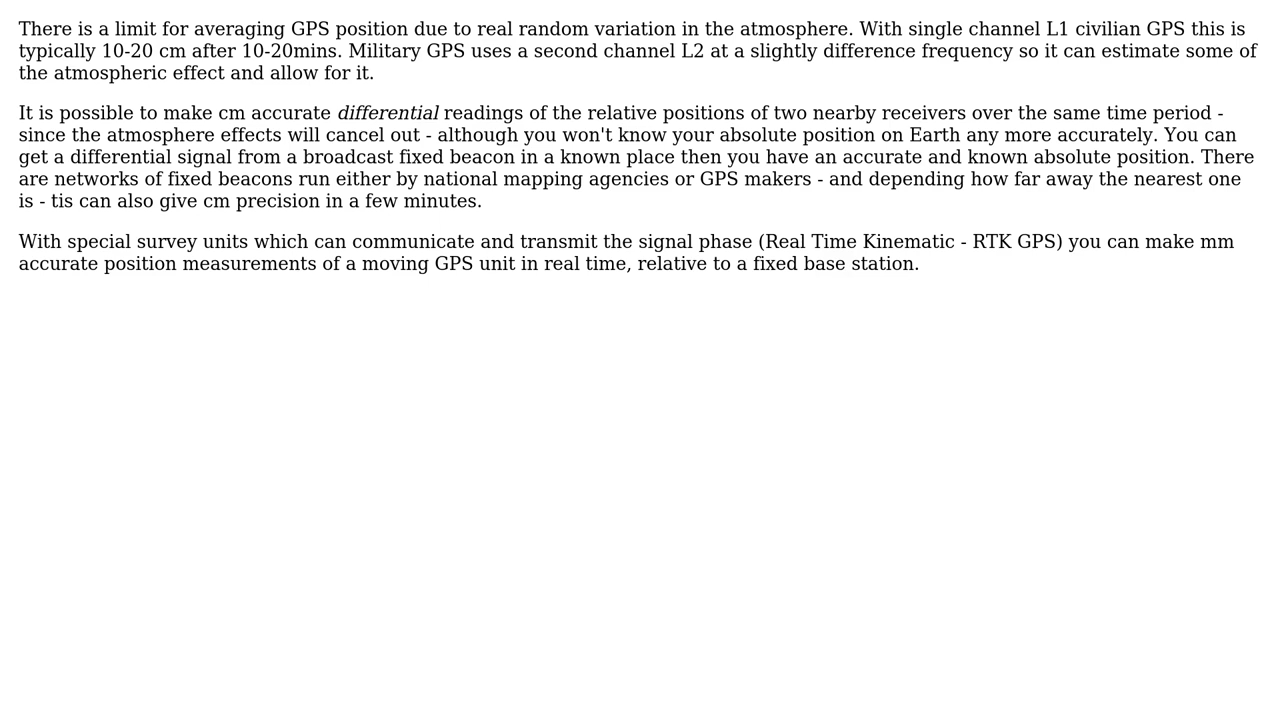 There is a limit for averaging GPS position due to real random variation in the atmosphere. With single channel L1 civilian GPS this is
typically 10-20 cm after 10-20mins. Military GPS uses a second channel L2 at a slightly difference frequency so it can estimate some of
the atmospheric effect and allow for it.
It is possible to make cm accurate differential readings of the relative positions of two nearby receivers over the same time period -
since the atmosphere effects will cancel out - although you won't know your absolute position on Earth any more accurately. You can
get a differential signal from a broadcast fixed beacon in a known place then you have an accurate and known absolute position. There
are networks of fixed beacons run either by national mapping agencies or GPS makers - and depending how far away the nearest one
is - tis can also give cm precision in a few minutes.
With special survey units which can communicate and transmit the signal phase (Real Time Kinematic - RTK GPS) you can make mm
accurate position measurements of a moving GPS unit in real time, relative to a fixed base station.